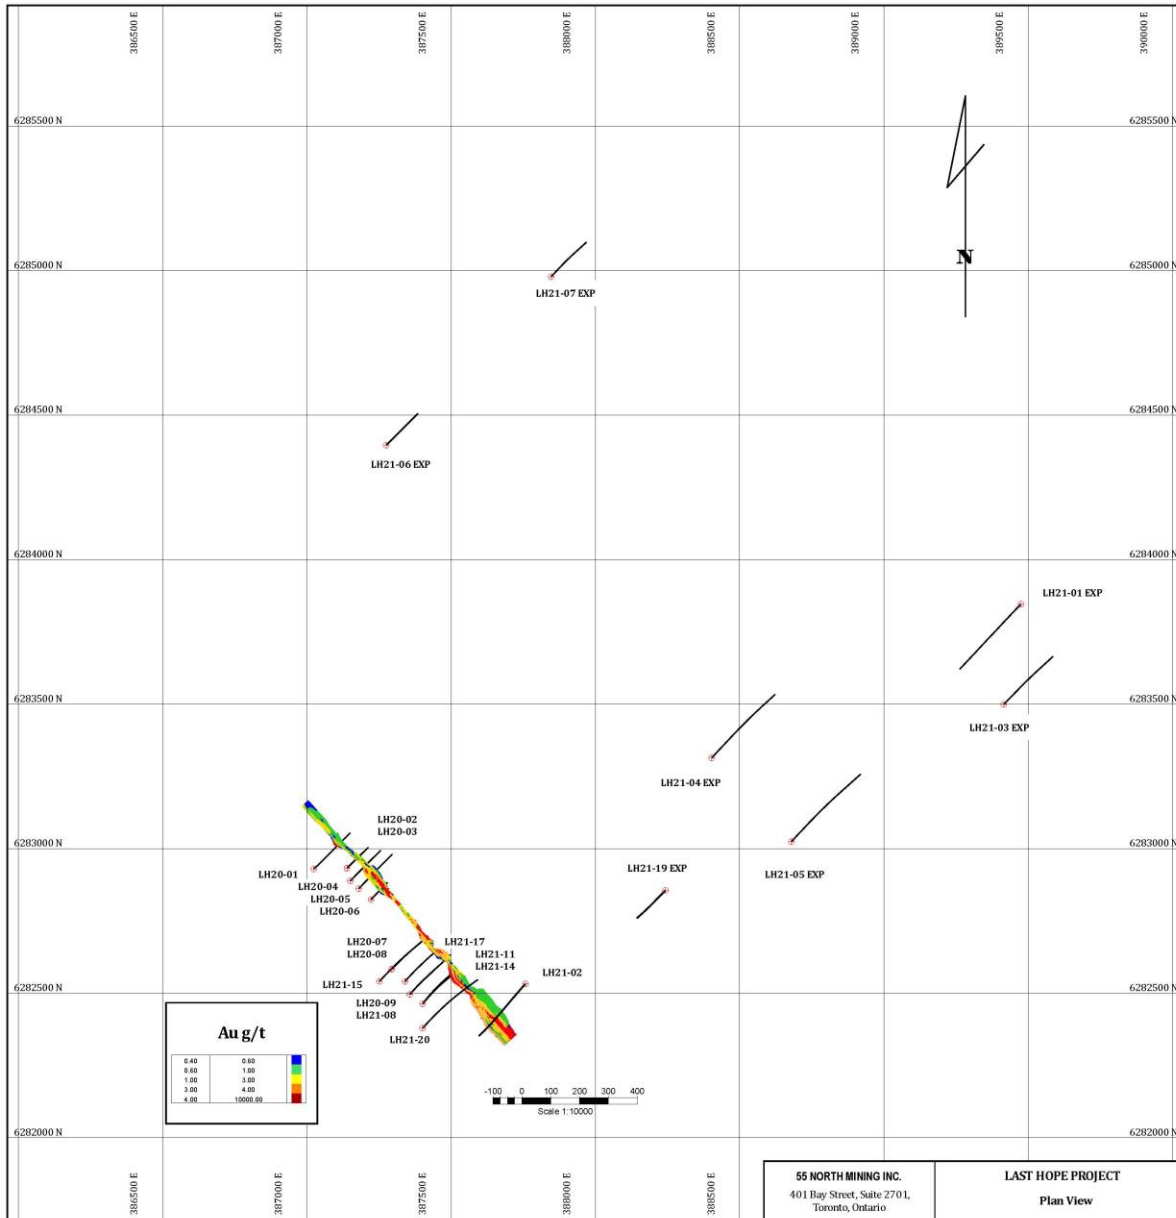 386500 E
387000 E
387500 E
388000 E
388500 E
389000 E
389500 E
390000 E
6285500 N
6285500 N
N
6285000 N
6285000 N
LH21-07 EXP
6284500 N
6284500 N
LH21-06 EXP
6284000 N
6284000 N
LH21-01 EXP
6283500 N
6283500 N
LH21-03 EXP
LH21-04 EXP
LH20-02
LH20-03
6283000 N
6283000 N
LH20-01
LH21-19 EXP
LH21-05 EXP
LH20-04
LH20-05
LH20-06
LH20-07
LH20-08
LH21-17
LH21-11
LH21-14
LH21-02
LH21-15
6282500 N
6282500 N
LH20-09
LH21-08
LH21-20
Au g/t
0.40 0.60
0.60 1.00
1.00 3.00
3.00 4.00
4.00 10000.00
-100 0 100 200 300 400
Scale 1:10000
6282000 N
6282000 N
386500 E
387000 E
387500 E
388000 E
388500 E
389000 E
389500 E
390000 E
55 NORTH MINING INC.
401 Bay Street, Suite 2701,
Toronto, Ontario
LAST HOPE PROJECT
Plan View